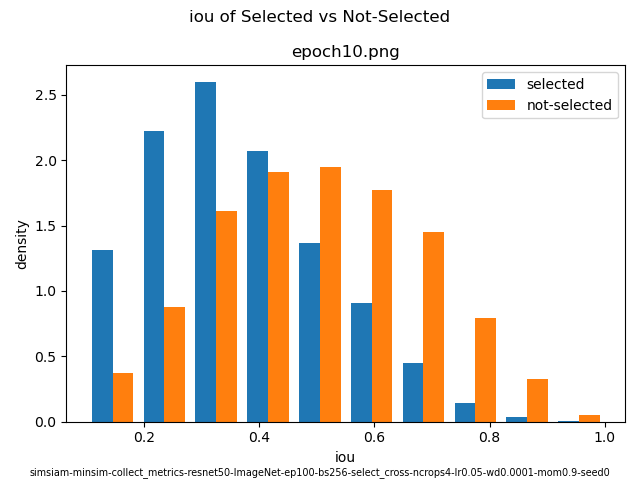 iou of Selected vs Not-Selected
epoch10.png
selected
not-selected
density
2.5
2.0
1.5
1.0
0.5
0.0
0.2
0.4
0.6
0.8
1.0
iou
simsiam-minsim-collect_metrics-resnet50-ImageNet-ep100-bs256-select_cross-ncrops4-lr0.05-wd0.0001-mom0.9-seed0